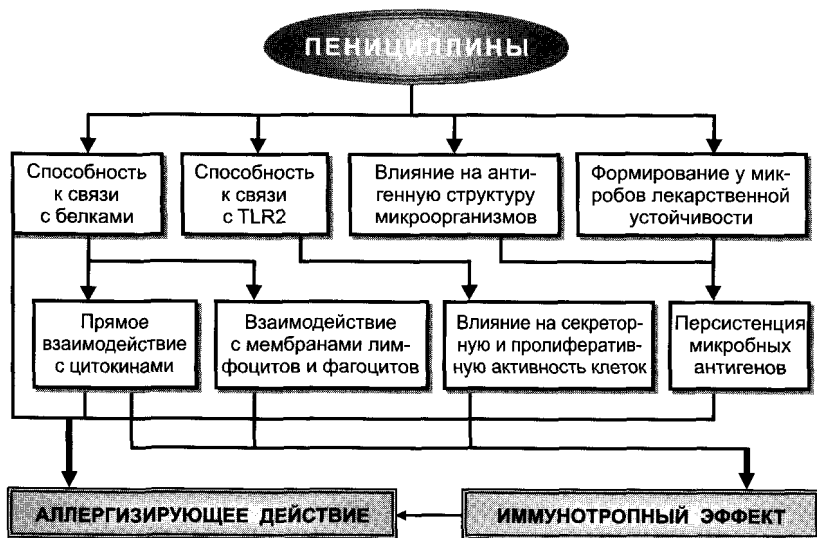 ПЕНИЦИЛЛИНЫ
Способность
к связи
с белками
Способность
к связи
с TLR2
Влияние на анти-
генную структуру
микроорганизмов
Формирование у мик-
робов лекарственной
устойчивости
Прямое
взаимодействие
с цитокинами
Взаимодействие
с мембранами лим-
фоцитов и фагоцитов
Влияние на секретор-
ную и пролифератив-
ную активность клеток
Персистенция
микробных
антигенов
АЛЛЕРГИЗИРУЮЩЕЕ ДЕЙСТВИЕ
ИММУНОТРОПНЫЙ ЭФФЕКТ